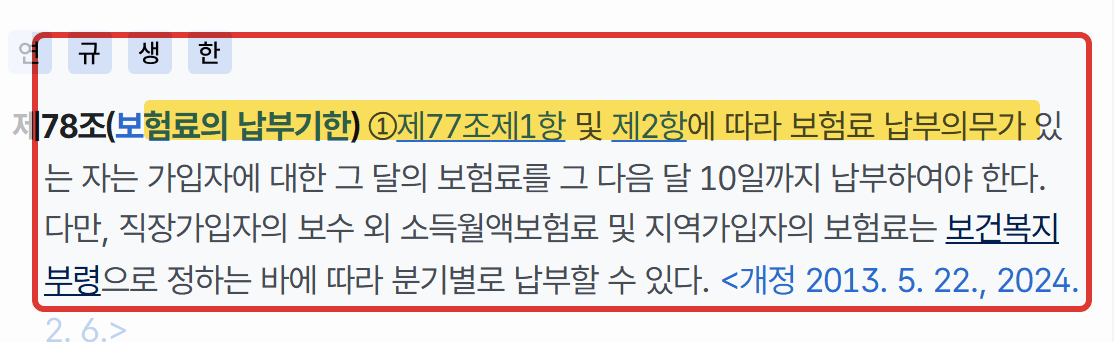 연 규 생 한
제78조(보험료의 납부기한) ①제77조제1항 및 제2항에 따라 보험료 납부의무가 있
는 자는 가입자에 대한 그 달의 보험료를 그 다음 달 10일까지 납부하여야 한다.
다만, 직장가입자의 보수 외 소득월액보험료 및 지역가입자의 보험료는 보건복지
부령으로 정하는 바에 따라 분기별로 납부할 수 있다. <개정 2013. 5. 22., 2024.
2. 6.>